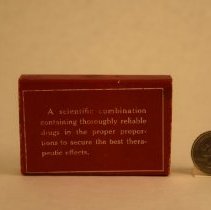 A scientific combination
containing thoroughly reliable
drugs in the proper propor-
tions to secure the best thera-
peutic effects.